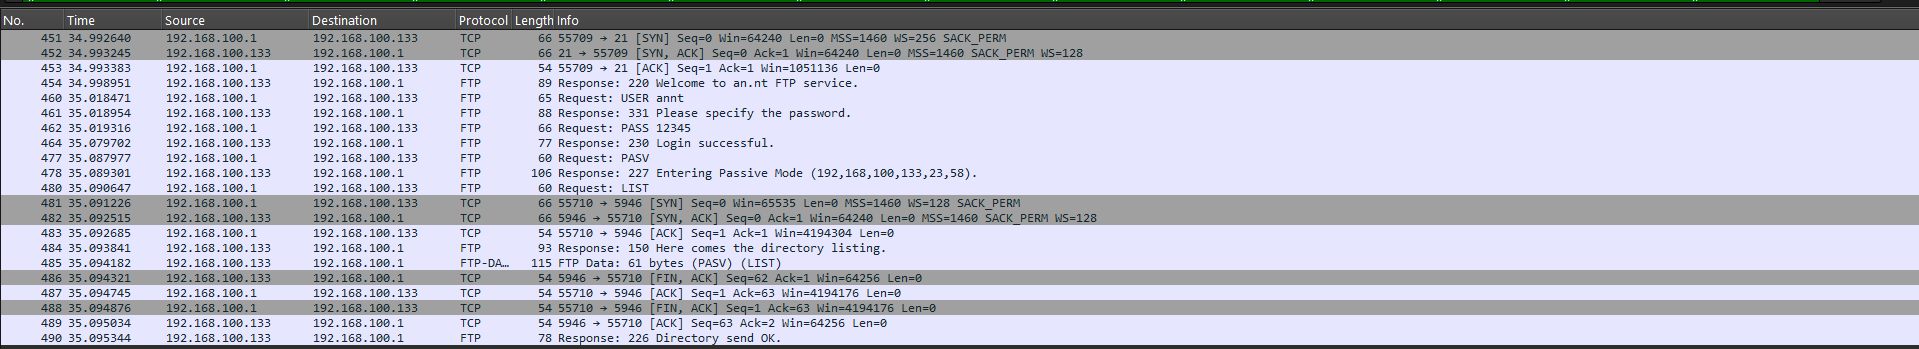 No. Time Source Destination Protocol Length Info
451 34.992640 192.168.100.1 192.168.100.133 TCP 66 55709 → 21 [SYN] Seq=0 Win=64240 Len=0 MSS=1460 WS=256 SACK_PERM
452 34.993245 192.168.100.133 192.168.100.1 TCP 66 21 → 55709 [SYN, ACK] Seq=0 Ack=1 Win=64240 Len=0 MSS=1460 SACK_PERM WS=128
453 34.993383 192.168.100.1 192.168.100.133 TCP 54 55709 → 21 [ACK] Seq=1 Ack=1 Win=1051136 Len=0
454 34.998951 192.168.100.133 192.168.100.1 FTP 89 Response: 220 Welcome to an.nt FTP service.
460 35.018471 192.168.100.1 192.168.100.133 FTP 65 Request: USER annt
461 35.018954 192.168.100.133 192.168.100.1 FTP 88 Response: 331 Please specify the password.
462 35.019316 192.168.100.1 192.168.100.133 FTP 66 Request: PASS 12345
464 35.079702 192.168.100.133 192.168.100.1 FTP 77 Response: 230 Login successful.
477 35.087977 192.168.100.1 192.168.100.133 FTP 60 Request: PASV
478 35.089301 192.168.100.133 192.168.100.1 FTP 106 Response: 227 Entering Passive Mode (192,168,100,133,23,58).
480 35.090647 192.168.100.1 192.168.100.133 FTP 60 Request: LIST
481 35.091226 192.168.100.1 192.168.100.133 TCP 66 55710 → 5946 [SYN] Seq=0 Win=65535 Len=0 MSS=1460 WS=128 SACK_PERM
482 35.092515 192.168.100.133 192.168.100.1 TCP 66 5946 → 55710 [SYN, ACK] Seq=0 Ack=1 Win=64240 Len=0 MSS=1460 SACK_PERM WS=128
483 35.092685 192.168.100.1 192.168.100.133 TCP 54 55710 → 5946 [ACK] Seq=1 Ack=1 Win=4194304 Len=0
484 35.093841 192.168.100.133 192.168.100.1 FTP 93 Response: 150 Here comes the directory listing.
485 35.094182 192.168.100.133 192.168.100.1 FTP-DA… 115 FTP Data: 61 bytes (PASV) (LIST)
486 35.094321 192.168.100.133 192.168.100.1 TCP 54 5946 → 55710 [FIN, ACK] Seq=62 Ack=1 Win=64256 Len=0
487 35.094745 192.168.100.1 192.168.100.133 TCP 54 55710 → 5946 [ACK] Seq=1 Ack=63 Win=4194176 Len=0
488 35.094876 192.168.100.1 192.168.100.133 TCP 54 55710 → 5946 [FIN, ACK] Seq=1 Ack=63 Win=4194176 Len=0
489 35.095034 192.168.100.133 192.168.100.1 TCP 54 5946 → 55710 [ACK] Seq=63 Ack=2 Win=64256 Len=0
490 35.095344 192.168.100.133 192.168.100.1 FTP 78 Response: 226 Directory send OK.